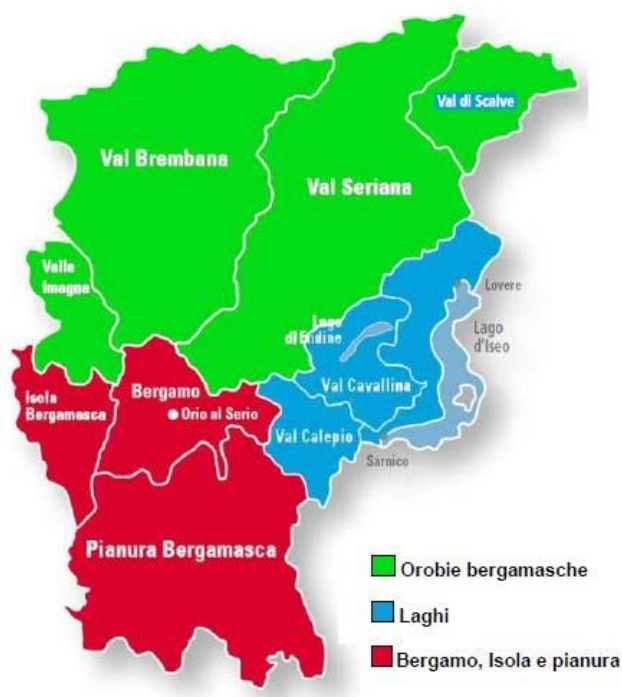 Val di Scalve
Val Brembana
Val Seriana
Valle
Imagna
Lovere
Lago
di Endine
Lago
d'Iseo
Isola
Bergamasca
Bergamo
Orio al Serio
Val Cavallina
Val Calepio
Sarnico
Pianura Bergamasca
Orobie bergamasche
Laghi
Bergamo, Isola e pianura